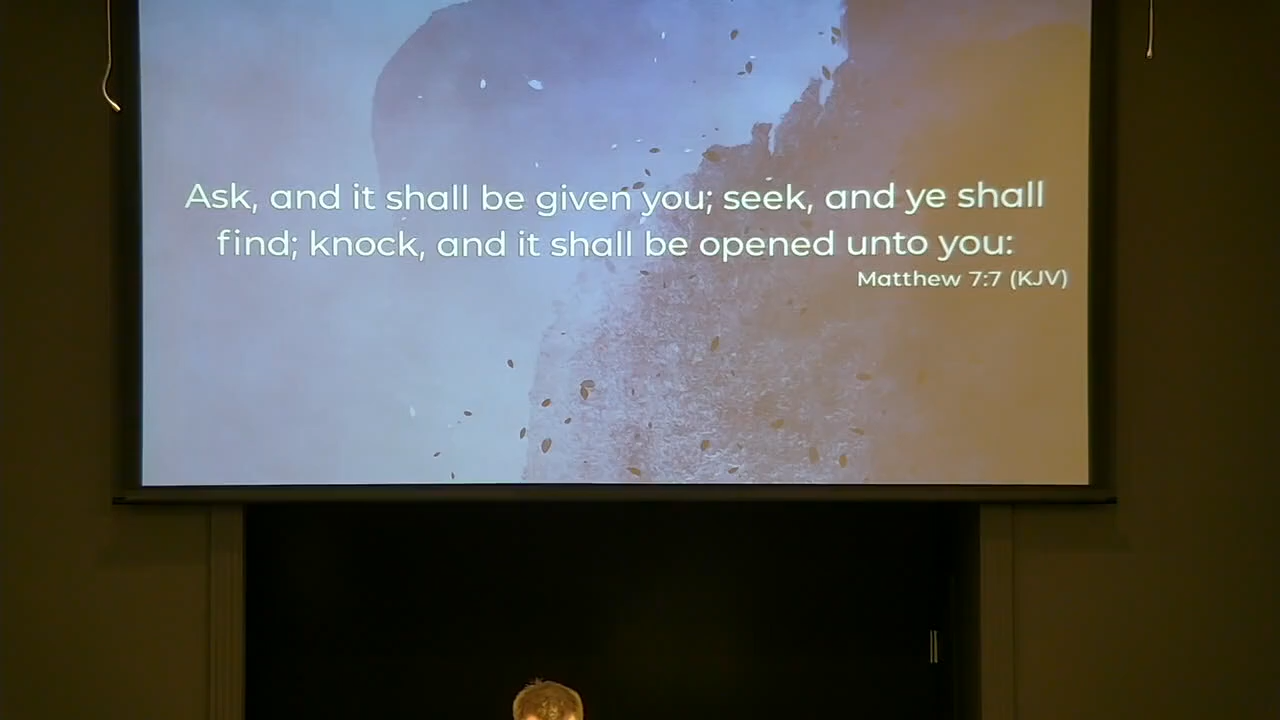 Ask, and it shall be given you; seek, and ye shall
find; knock, and it shall be opened unto you:
Matthew 7:7 (KJV)